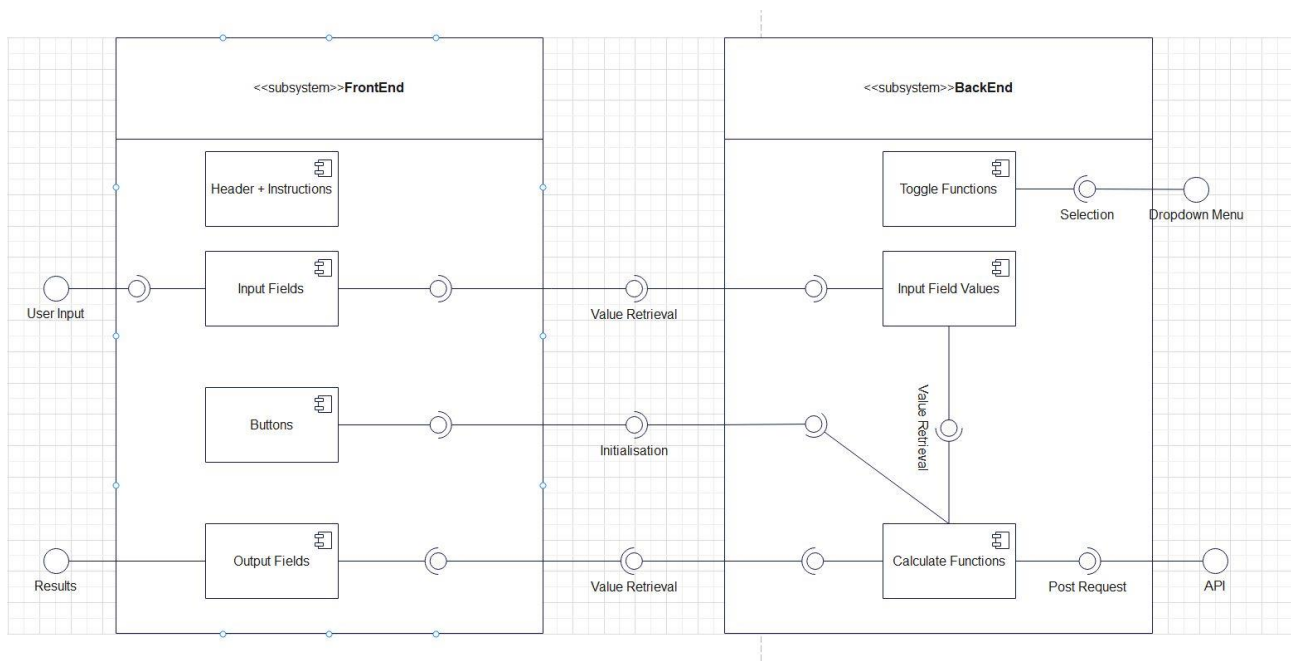 <<subsystem>>FrontEnd
<<subsystem>>BackEnd
Header + Instructions
Toggle Functions
Selection
Dropdown Menu
Input Fields
Input Field Values
User Input
Value Retrieval
Value Retrieval
Buttons
Initialisation
Output Fields
Calculate Functions
Results
Value Retrieval
Post Request
API